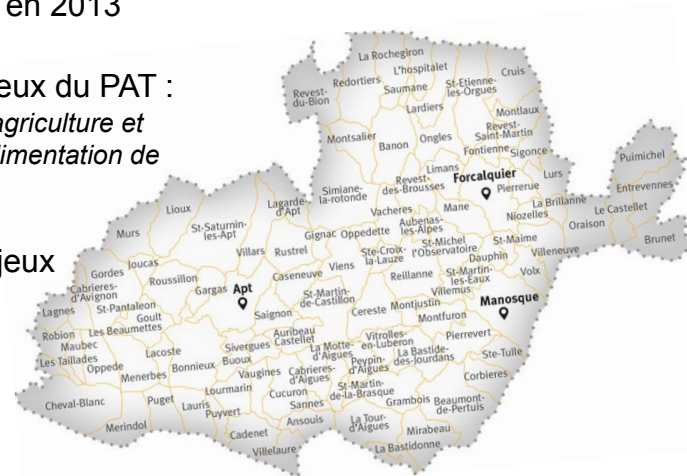 en 2013
eux du PAT :
agriculture et
limentation de
jeux
La Rochegiron
L'hospitalet
Redortiers
Saumane
Cruis
St-Etienne-
les-Orgues
Revest-
du-Bion
Lardiers
Montlaux
Revest-
Saint-Martin
Montsalier
Banon
Ongles
Fontienne
Sigonce
Puimichel
Limans
Forcalquier
Lurs
Entrevennes
Simiane-
la-rotonde
Revest-
des-Brousses
Pierrerue
La Brillanne
Lioux
Lagarde-
d'Apt
Vacheres
Mane
Niozelles
Le Castellet
Oraison
Murs
St-Saturnin-
les-Apt
Gignac
Oppedette
Aubenas-
les-Alpes
St-Maime
Brunet
Villars
Rustrel
Ste-Croix-
la-Lauze
St-Michel
l'Observatoire
Dauphin
Villeneuve
Joucas
Gordes
Caseneuve
Viens
Reillanne
St-Martin-
les-Eaux
Volx
Cabrieres-
d'Avignon
Roussillon
Gargas
Apt
St-Martin-
de-Castillon
Villemus
Manosque
Lagnes
St-Pantaleon
Goult
Saignon
Cereste
Montjustin
Montfuron
Robion
Les Beaumettes
Auribeau
Castellet
Vitrolles-
en-Luberon
Pierrevert
Maubec
Lacoste
Sivergues
La Motte-
d'Aigues
La Bastide-
des-Jourdans
Ste-Tulle
Les Taillades
Oppede
Bonnieux
Buoux
Peypin-
d'Aigues
Menerbes
Vaugines
Cabrieres-
d'Aigues
Corbieres
Cheval-Blanc
Puget
Lourmarin
Cucuron
St-Martin-
de-la-Brasque
Grambois
Beaumont-
de-Pertuis
Lauris
Puyvert
Sannes
Merindol
Cadenet
Ansouis
La Tour-
d'Aigues
Mirabeau
Villelaure
La Bastidonne